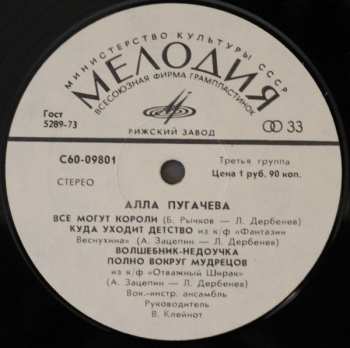 МИНИСТЕРСТВО КУЛЬТУРЫ СССР
МЕЛОДИЯ
ВСЕСОЮЗНАЯ ФИРМА ГРАМПЛАСТИНОК
Гост
5289-73
33
РИЖСКИЙ ЗАВОД
С60-09801
Третья группа
СТЕРЕО
Цена 1 руб. 90 коп.
АЛЛА ПУГАЧЕВА
ВСЕ МОГУТ КОРОЛИ (Б. Рычков — Л. Дербенев)
КУДА УХОДИТ ДЕТСТВО из к/ф «Фантазии
Веснухина» (А. Зацепин — Л. Дербенев)
ВОЛШЕБНИК-НЕДОУЧКА
ПОЛНО ВОКРУГ МУДРЕЦОВ
из к/ф «Отважный Ширак»
(А. Зацепин — Л. Дербенев)
Вок.-инстр. ансамбль
Руководитель
В. Клейнот